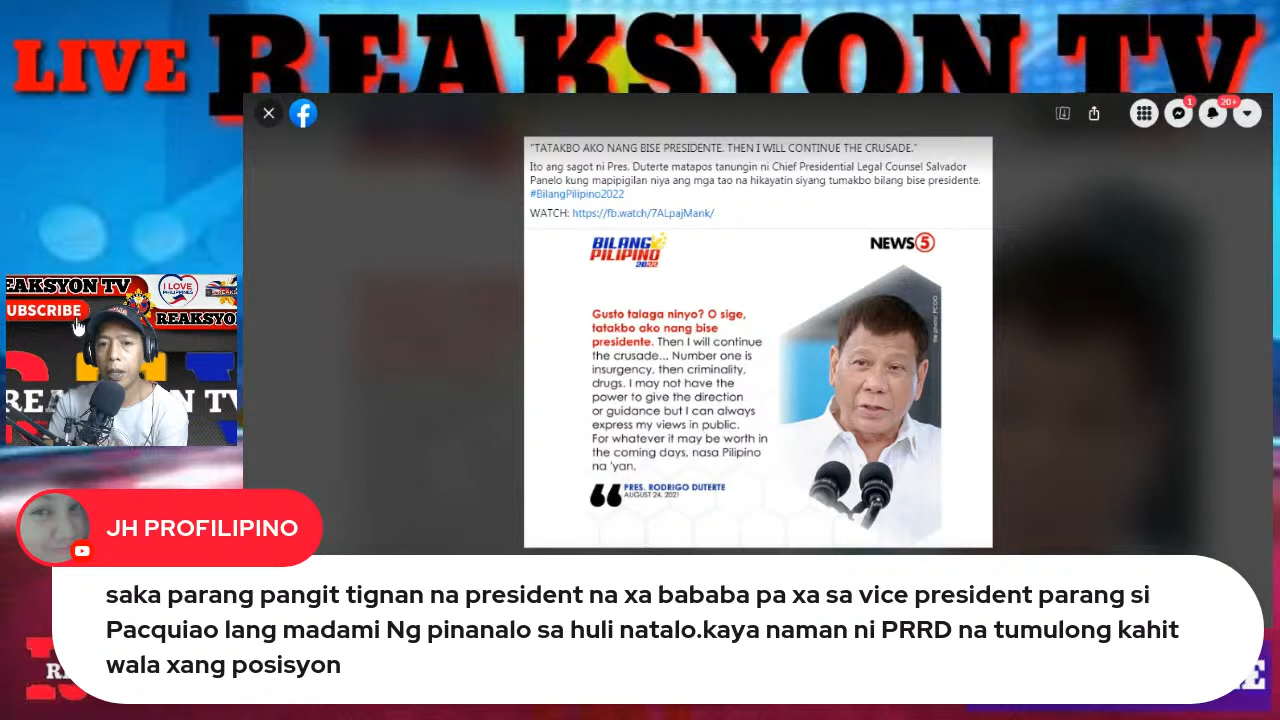 LIVE REAKSYON TV
1
20+
"TATAKBO AKO NANG BISE PRESIDENTE. THEN I WILL CONTINUE THE CRUSADE."
Ito ang sagot ni Pres. Duterte matapos tanungin ni Chief Presidential Legal Counsel Salvador
Panelo kung mapipigilan niya ang mga tao na hikayatin siyang tumakbo bilang bise presidente.
#BilangPilipino2022
WATCH: https://fb.watch/7ALpajMank/
BILANG
PILIPINO
2022
NEWS5
Gusto talaga ninyo? O sige,
tatakbo ako nang bise
presidente. Then I will continue
the crusade... Number one is
insurgency, then criminality,
drugs. I may not have the
power to give the direction
or guidance but I can always
express my views in public.
For whatever it may be worth in
the coming days, nasa Pilipino
na 'yan.
PRES. RODRIGO DUTERTE
AUGUST 24, 2021
EAKSYON TV
I LOVE
PHILIPPINES
SUBSCRIBE
REAKSYON
REA
N TV
JH PROFILIPINO
saka parang pangit tignan na president na xa bababa pa xa sa vice president parang si
Pacquiao lang madami Ng pinanalo sa huli natalo.kaya naman ni PRRD na tumulong kahit
wala xang posisyon